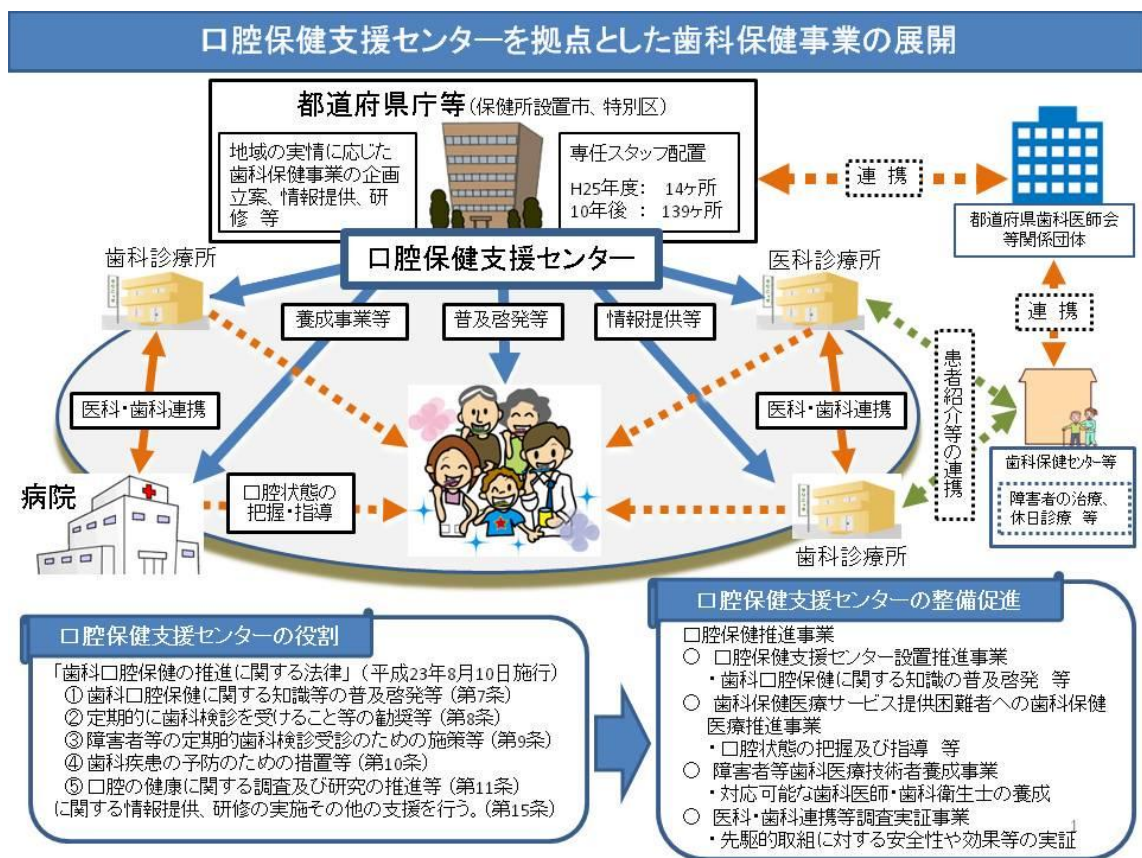 口腔保健支援センターを拠点とした歯科保健事業の展開
都道府県庁等(保健所設置市、特別区)
地域の実情に応じた
歯科保健事業の企画
立案、情報提供、研
修 等
専任スタッフ配置
H25年度: 14ヶ所
10年後 : 139ヶ所
連 携
都道府県歯科医師会
等関係団体
口腔保健支援センター
歯科診療所
医科診療所
養成事業等
普及啓発等
情報提供等
連 携
医科・歯科連携
医科・歯科連携
患者紹介等の連携
歯科保健センター等
障害者の治療、
休日診療 等
病院
口腔状態の
把握・指導
歯科診療所
口腔保健支援センターの役割
「歯科口腔保健の推進に関する法律」(平成23年8月10日施行)
①歯科口腔保健に関する知識等の普及啓発等(第7条)
②定期的に歯科検診を受けること等の勧奨等(第8条)
③障害者等の定期的歯科検診受診のための施策等(第9条)
④歯科疾患の予防のための措置等(第10条)
⑤口腔の健康に関する調査及び研究の推進等(第11条)
に関する情報提供、研修の実施その他の支援を行う。(第15条)
口腔保健支援センターの整備促進
口腔保健推進事業
○ 口腔保健支援センター設置推進事業
・歯科口腔保健に関する知識の普及啓発 等
○ 歯科保健医療サービス提供困難者への歯科保健
医療推進事業
・口腔状態の把握及び指導 等
○ 障害者等歯科医療技術者養成事業
・対応可能な歯科医師・歯科衛生士の養成
○ 医科・歯科連携等調査実証事業
・先駆的取組に対する安全性や効果等の実証
1